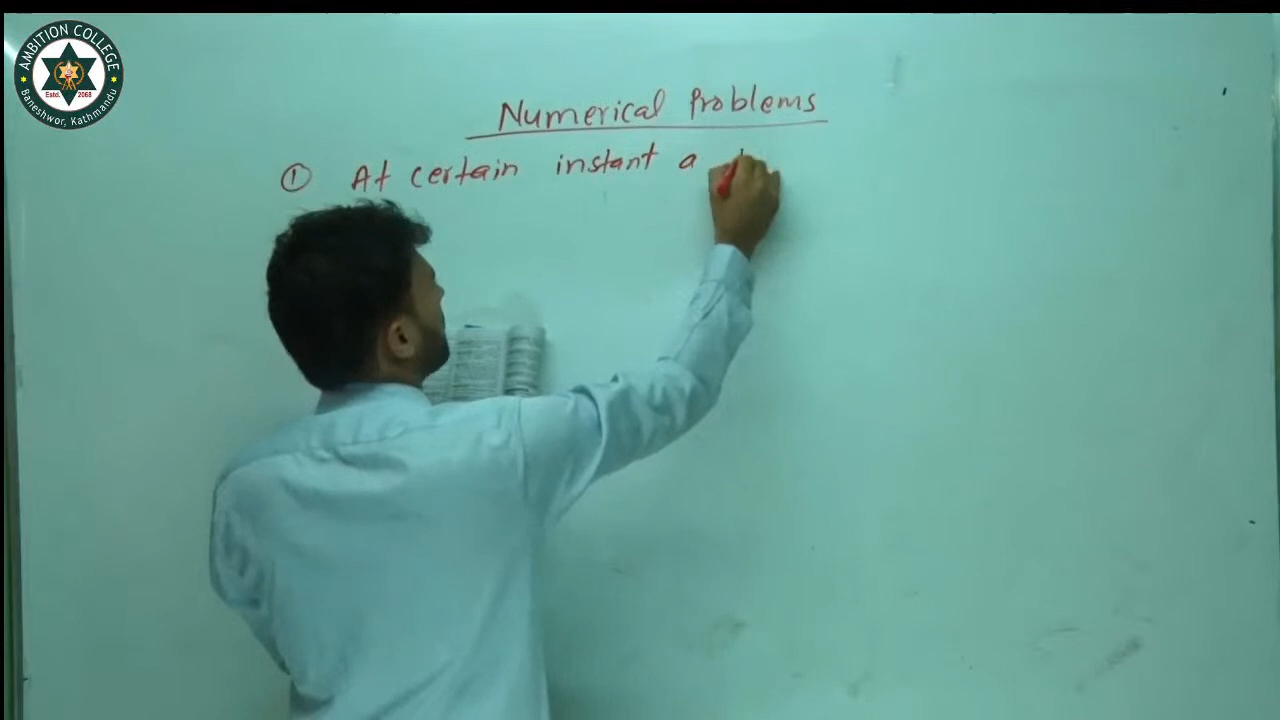 AMBITION COLLEGE
Estd. 2068
Baneshwor, Kathmandu
Numerical Problems
① At certain instant a